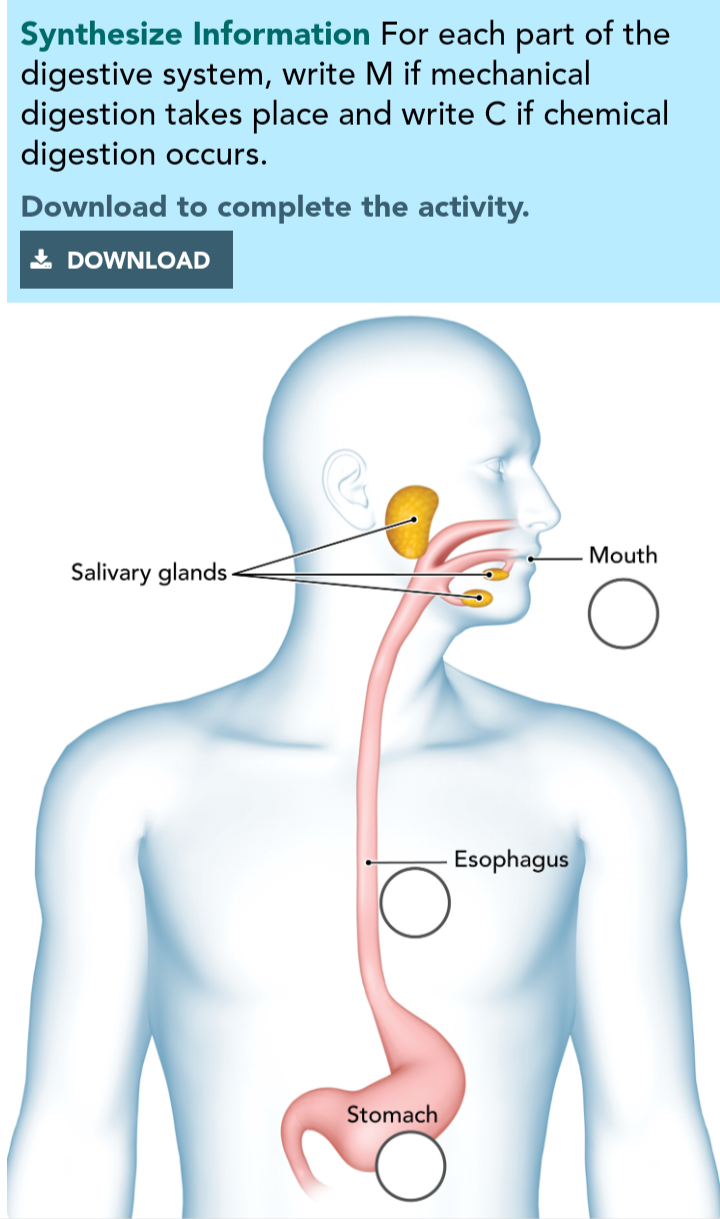 Synthesize Information For each part of the
digestive system, write M if mechanical
digestion takes place and write C if chemical
digestion occurs.
Download to complete the activity.
DOWNLOAD
Mouth
Salivary glands
Esophagus
Stomach